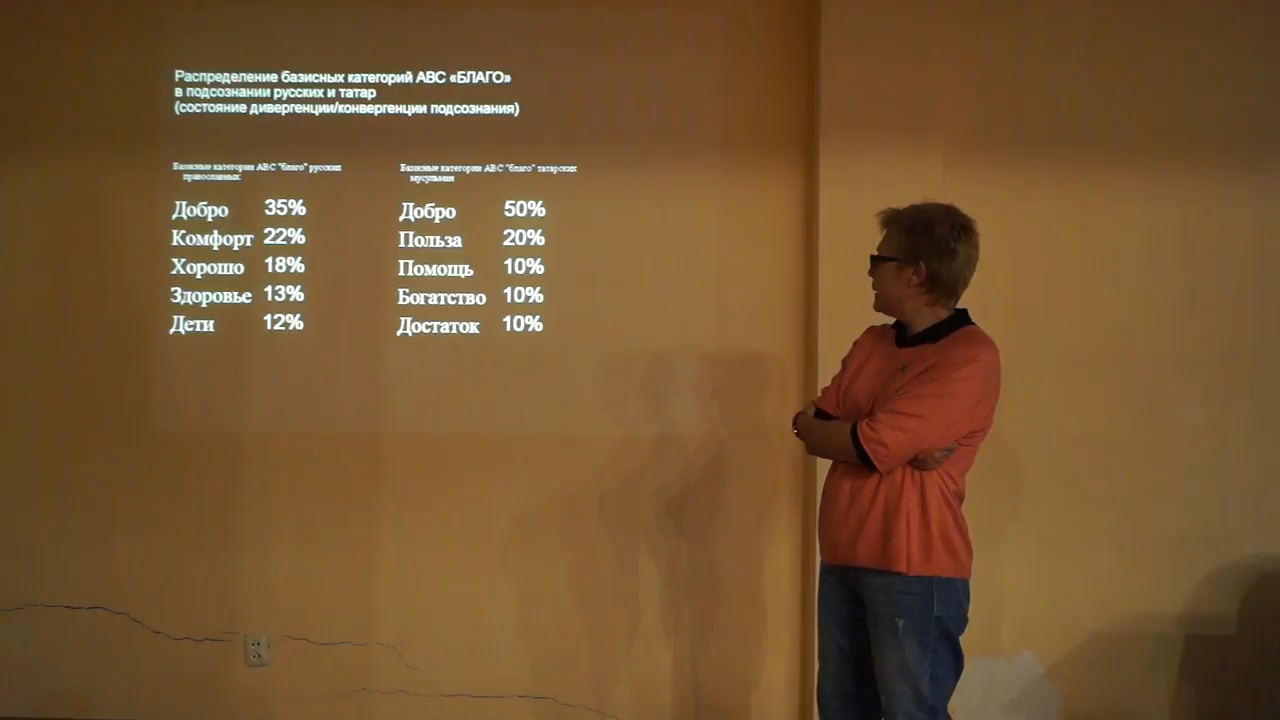 Распределение базисных категорий АВС «БЛАГО»
в подсознании русских и татар
(состояние дивергенции/конвергенции подсознания)
Базисные категории АВС "благо" русских
православных
Добро 35%
Комфорт 22%
Хорошо 18%
Здоровье 13%
Дети 12%
Базисные категории АВС "благо" татарских
мусульман
Добро 50%
Польза 20%
Помощь 10%
Богатство 10%
Достаток 10%